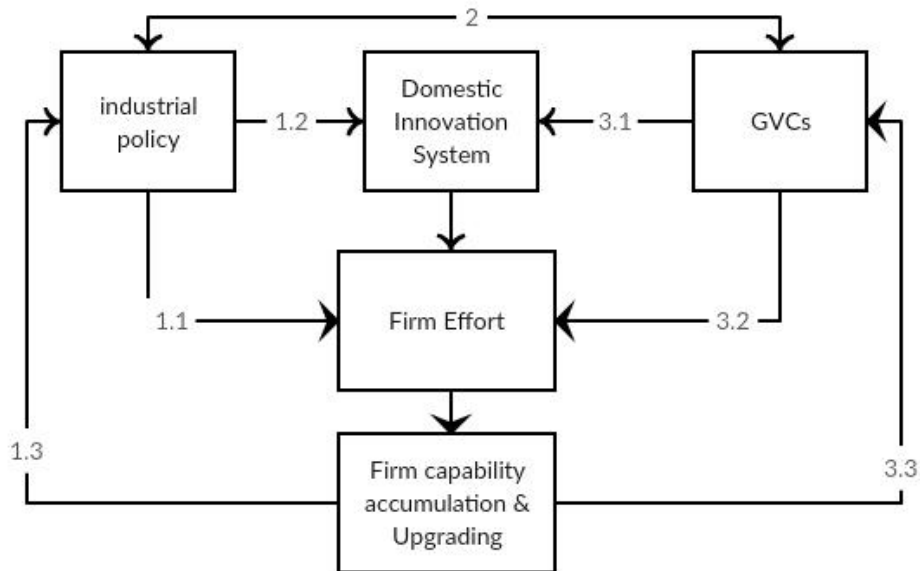 2
industrial
policy
1.2
Domestic
Innovation
System
3.1
GVCs
1.1
Firm Effort
3.2
1.3
Firm capability
accumulation &
Upgrading
3.3